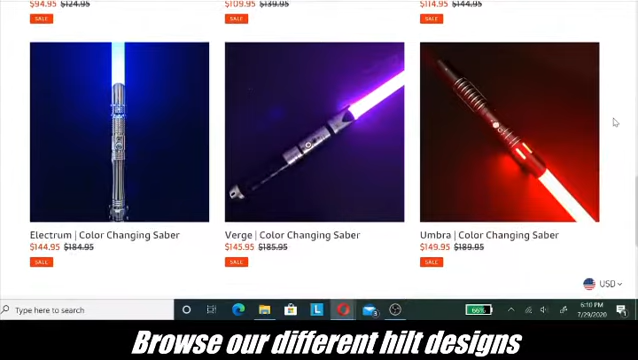 $94.95 $124.95
$109.95 $139.95
$114.95 $144.95
SALE
SALE
SALE
Electrum | Color Changing Saber
$144.95 $184.95
SALE
Verge | Color Changing Saber
$145.95 $185.95
SALE
Umbra | Color Changing Saber
$149.95 $189.95
SALE
USD
Type here to search
66%
6:10 PM
7/29/2020
Browse our different hilt designs